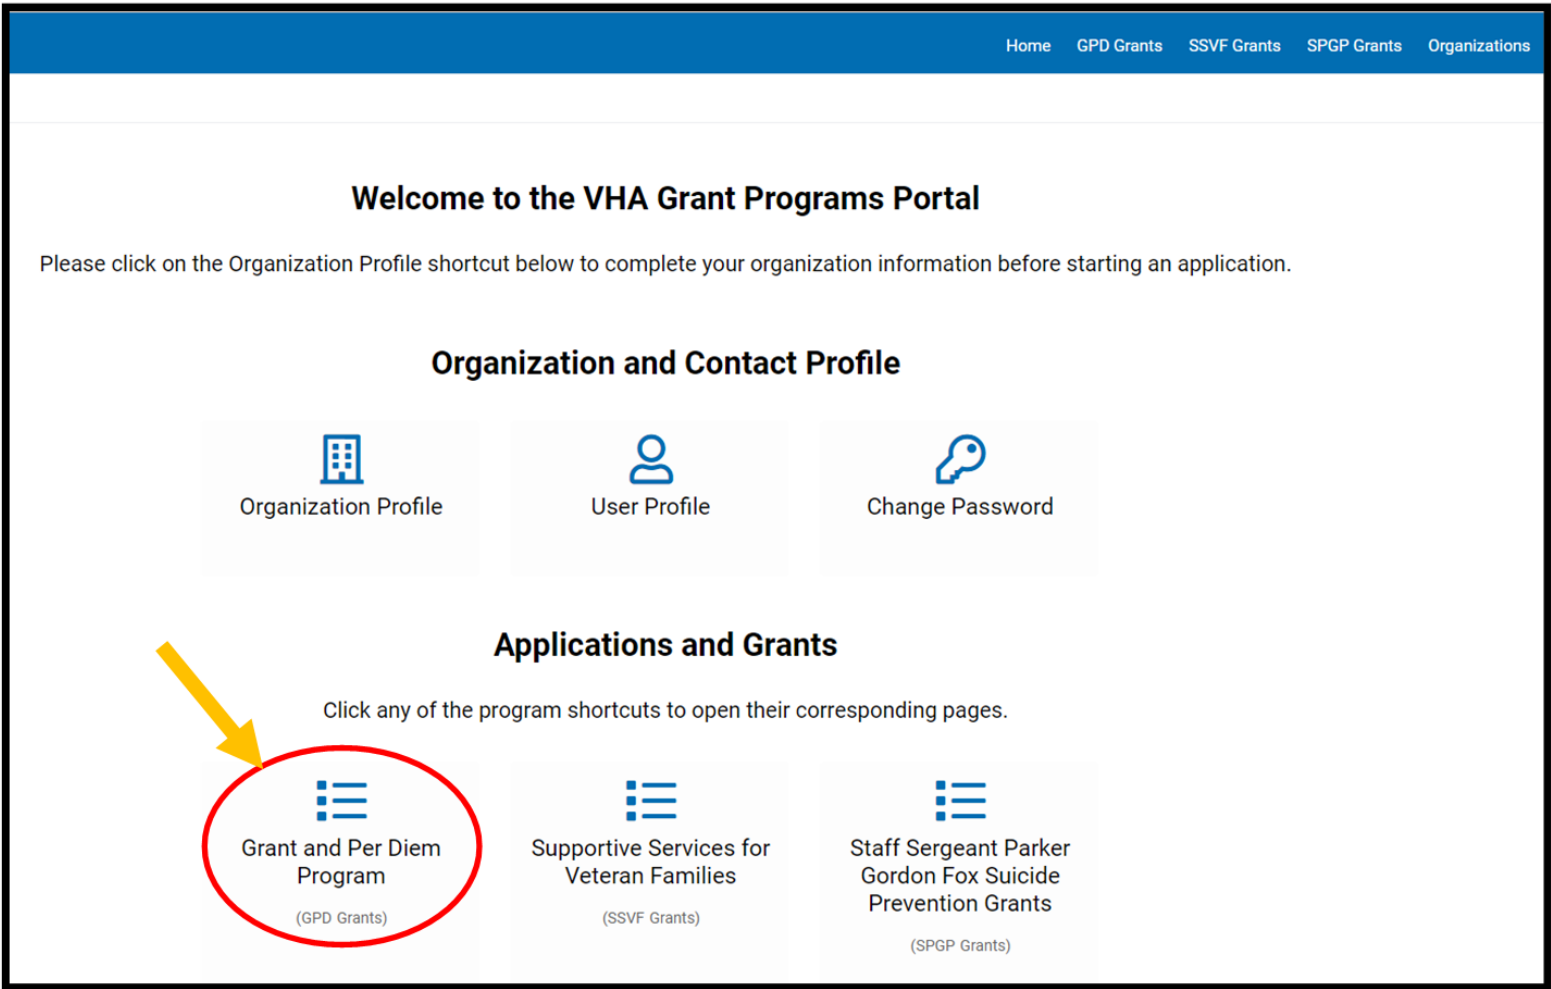 Home GPD Grants SSVF Grants SPGP Grants Organizations
Welcome to the VHA Grant Programs Portal
Please click on the Organization Profile shortcut below to complete your organization information before starting an application.
Organization and Contact Profile
Organization Profile
User Profile
Change Password
Applications and Grants
Click any of the program shortcuts to open their corresponding pages.
Grant and Per Diem
Program
(GPD Grants)
Supportive Services for
Veteran Families
(SSVF Grants)
Staff Sergeant Parker
Gordon Fox Suicide
Prevention Grants
(SPGP Grants)